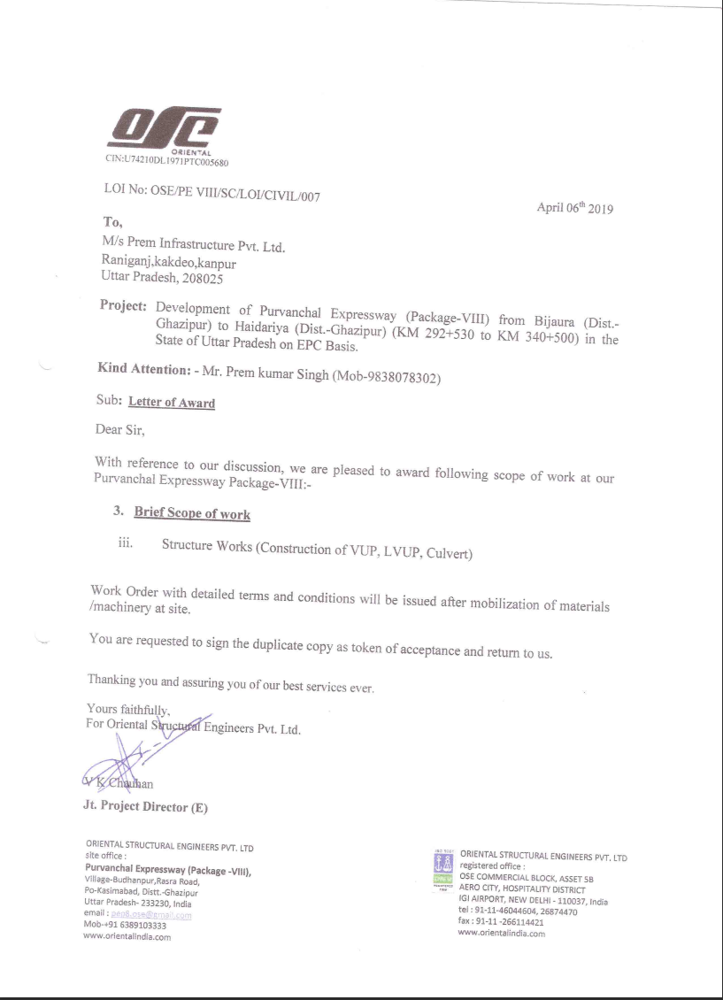 ose
ORIENTAL
CIN:U74210DL1971PTC005680
LOI No: OSE/PE VIII/SC/LOI/CIVIL/007
April 06th 2019
To,
M/s Prem Infrastructure Pvt. Ltd.
Raniganj,kakdeo,kanpur
Uttar Pradesh, 208025
Project: Development of Purvanchal Expressway (Package-VIII) from Bijaura (Dist.-
Ghazipur) to Haidariya (Dist.-Ghazipur) (KM 292+530 to KM 340+500) in the
State of Uttar Pradesh on EPC Basis.
Kind Attention: - Mr. Prem kumar Singh (Mob-9838078302)
Sub: Letter of Award
Dear Sir,
With reference to our discussion, we are pleased to award following scope of work at our
Purvanchal Expressway Package-VIII:-
3. Brief Scope of work
iii. Structure Works (Construction of VUP, LVUP, Culvert)
Work Order with detailed terms and conditions will be issued after mobilization of materials
/machinery at site.
You are requested to sign the duplicate copy as token of acceptance and return to us.
Thanking you and assuring you of our best services ever.
Yours faithfully,
For Oriental Structural Engineers Pvt. Ltd.
V K Chauhan
Jt. Project Director (E)
ORIENTAL STRUCTURAL ENGINEERS PVT. LTD
site office :
Purvanchal Expressway (Package -VIII),
Village-Budhanpur,Rasra Road,
Po-Kasimabad, Distt.-Ghazipur
Uttar Pradesh- 233230, India
email : pep8.ose@gmail.com
Mob-+91 6389103333
www.orientalindia.com
ISO 9001
ORIENTAL STRUCTURAL ENGINEERS PVT. LTD
registered office :
OSE COMMERCIAL BLOCK, ASSET 5B
AERO CITY, HOSPITALITY DISTRICT
IGI AIRPORT, NEW DELHI - 110037, India
tel : 91-11-46044604, 26874470
fax : 91-11 -266114421
www.orientalindia.com